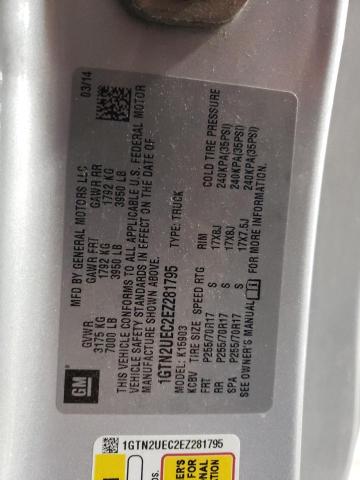 MFD BY GENERAL MOTORS LLC 03/14
GVWR GAWR FRT GAWR RR
3175 KG 1792 KG 1792 KG
7000 LB 3950 LB 3950 LB
THIS VEHICLE CONFORMS TO ALL APPLICABLE U.S. FEDERAL MOTOR
VEHICLE SAFETY STANDARDS IN EFFECT ON THE DATE OF
MANUFACTURE SHOWN ABOVE.
1GTN2UEC2EZ281795
MODEL: K15903 TYPE: TRUCK
KCBV TIRE SIZE SPEED RTG RIM COLD TIRE PRESSURE
FRT P255/70R17 S 17X8J 240KPA(35PSI)
RR P255/70R17 S 17X8J 240KPA(35PSI)
SPA P255/70R17 S 17X7.5J 240KPA(35PSI)
SEE OWNER'S MANUAL
GM
1GTN2UEC2EZ281795